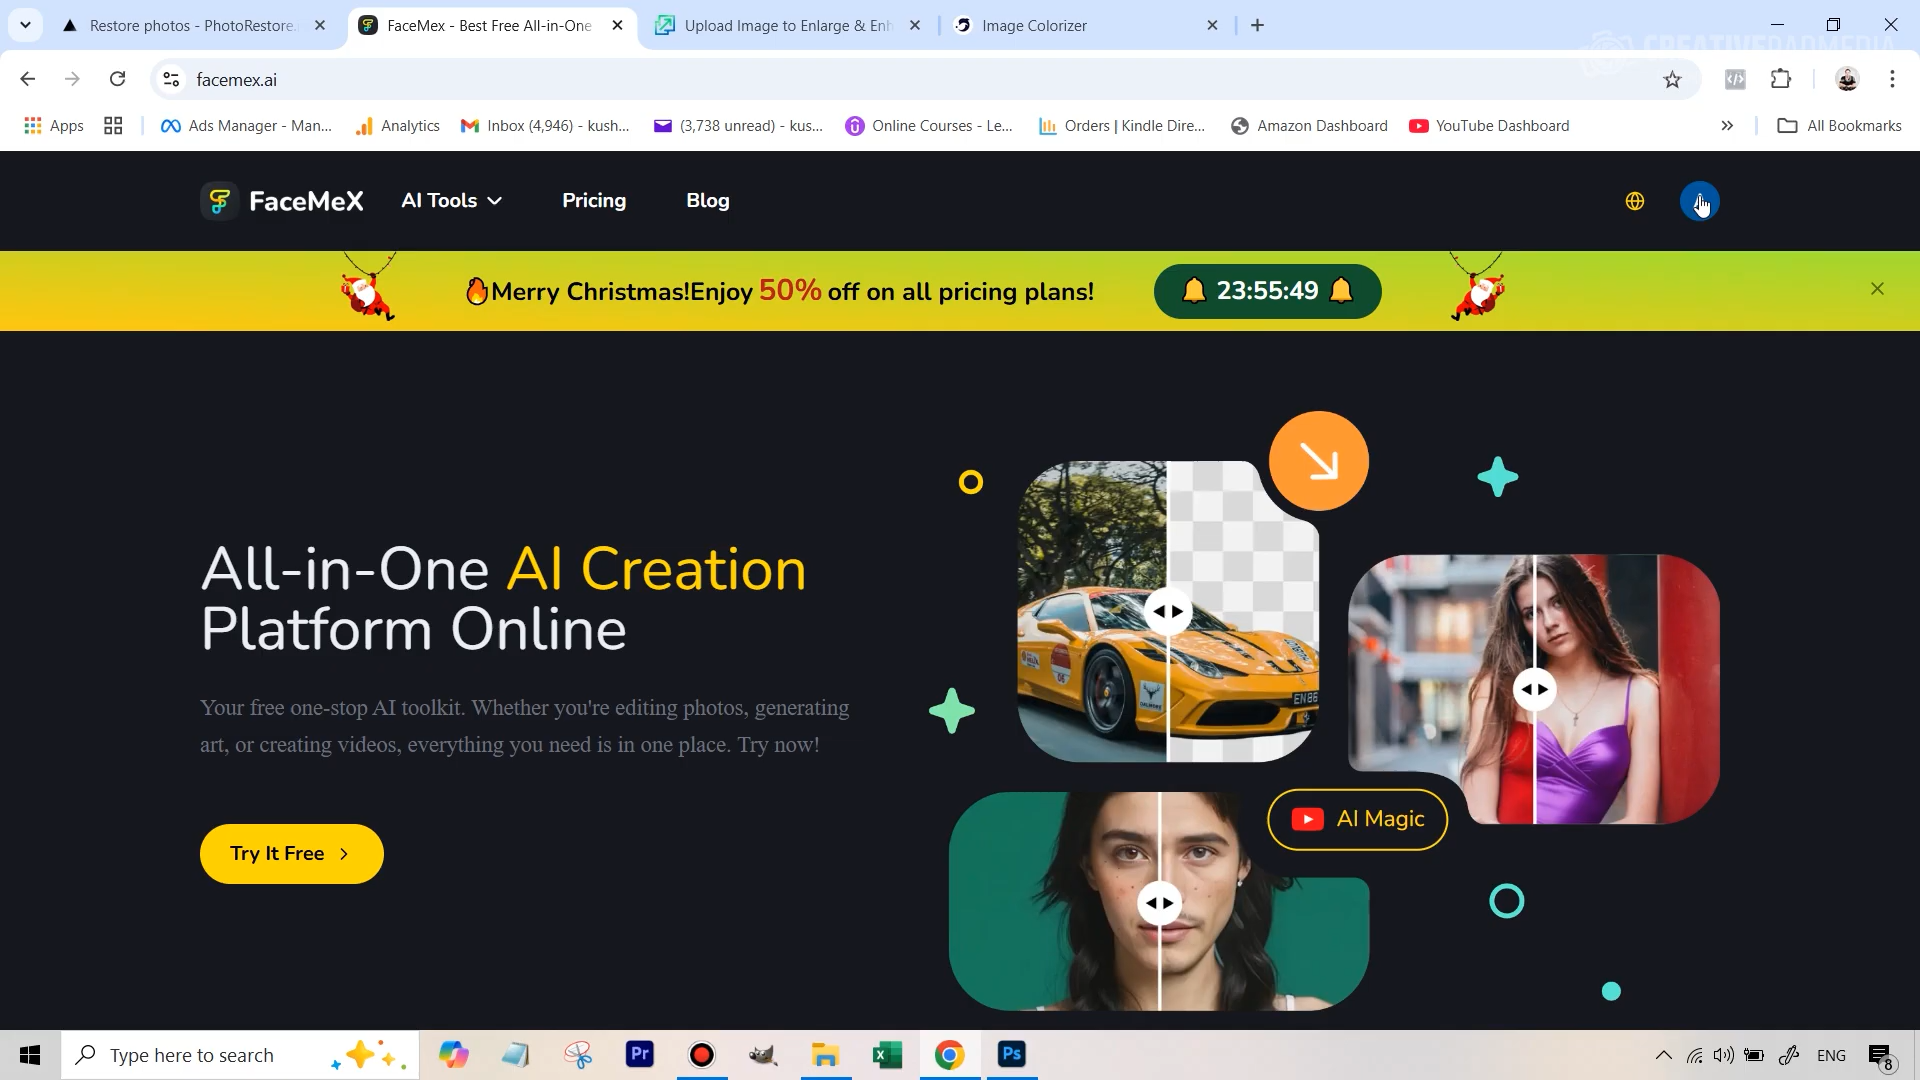 Restore photos - PhotoRestore.
FaceMex - Best Free All-in-One
Upload Image to Enlarge & Enh
Image Colorizer
CREATIVEDADMEDIA
facemex.ai
Apps
Ads Manager - Man...
Analytics
Inbox (4,946) - kush...
(3,738 unread) - kus...
Online Courses - Le...
Orders | Kindle Dire...
Amazon Dashboard
YouTube Dashboard
All Bookmarks
FaceMeX
AI Tools
Pricing
Blog
Merry Christmas!Enjoy 50% off on all pricing plans!
23:55:49
All-in-One AI Creation
Platform Online
Your free one-stop AI toolkit. Whether you're editing photos, generating
art, or creating videos, everything you need is in one place. Try now!
Try It Free
AI Magic
Type here to search
Pr
Ps
ENG
8